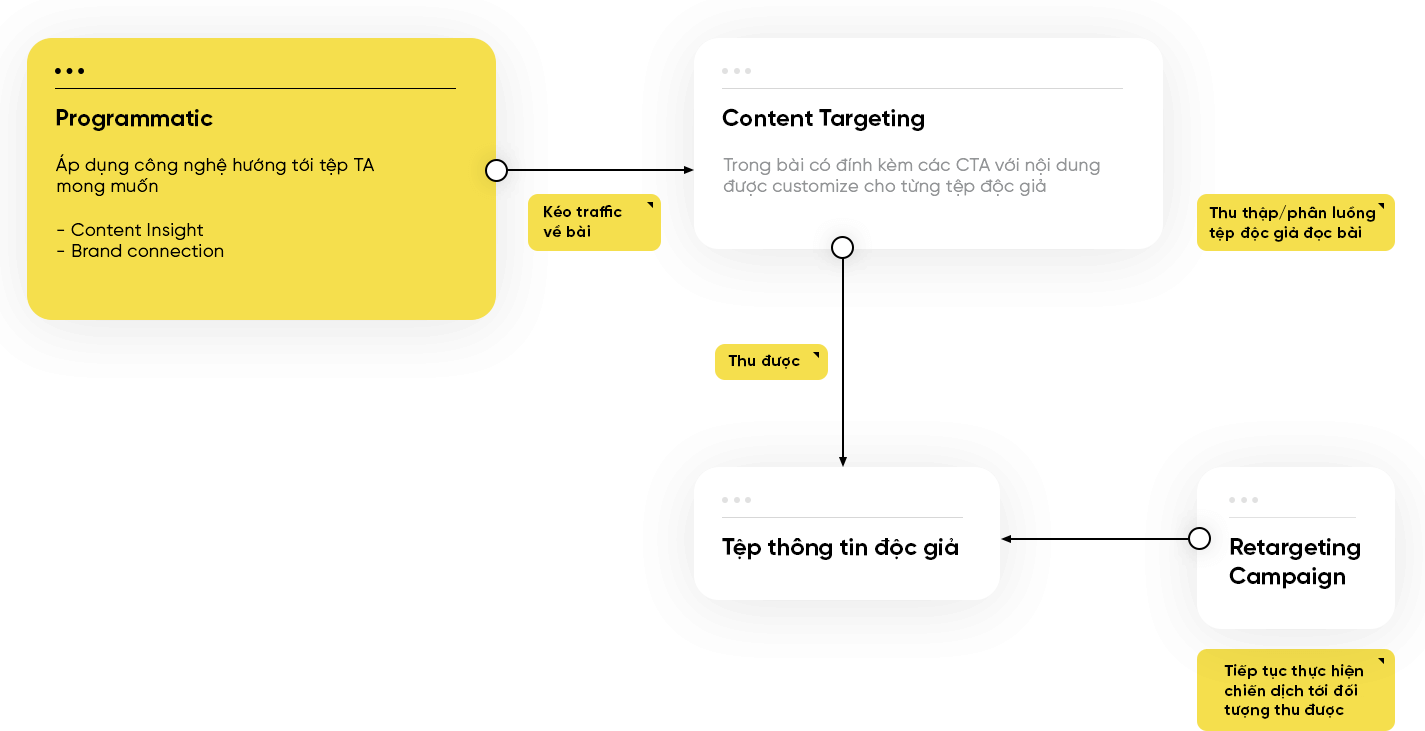 Programmatic
Áp dụng công nghệ hướng tới tệp TA
mong muốn
- Content Insight
- Brand connection
Kéo traffic
về bài
Content Targeting
Trong bài có đính kèm các CTA với nội dung
được customize cho từng tệp độc giả
Thu thập/phân luồng
tệp độc giả đọc bài
Thu được
Tệp thông tin độc giả
Retargeting
Campaign
Tiếp tục thực hiện
chiến dịch tới đối
tượng thu được